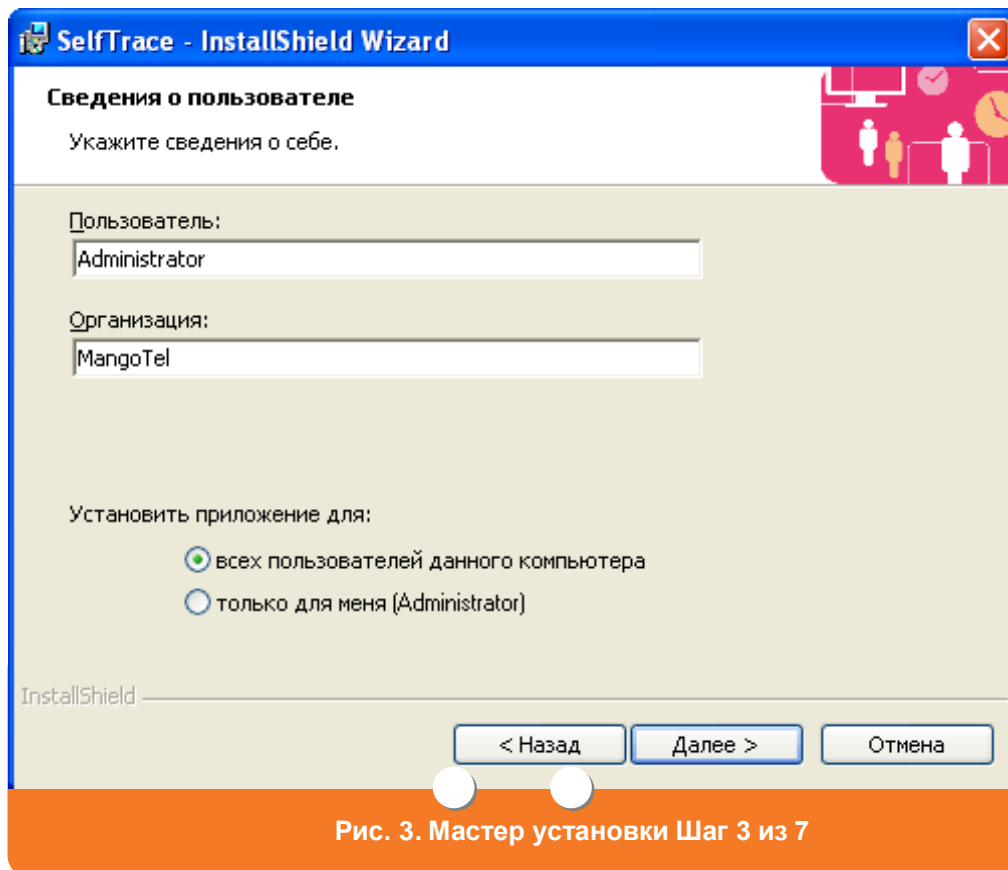 SelfTrace - InstallShield Wizard
Сведения о пользователе
Укажите сведения о себе.
Пользователь:
Administrator
Организация:
MangoTel
Установить приложение для:
всех пользователей данного компьютера
только для меня (Administrator)
InstallShield
< Назад
Далее >
Отмена
Рис. 3. Мастер установки Шаг 3 из 7